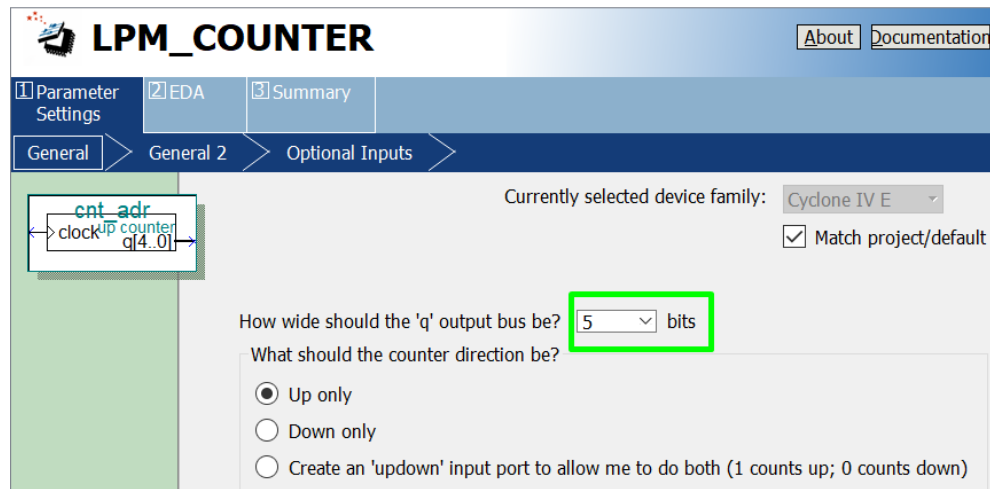 LPM_COUNTER
About Documentation
1 Parameter Settings
2 EDA
3 Summary
General
General 2
Optional Inputs
cnt_adr
up counter
clock
q[4..0]
Currently selected device family:
Cyclone IV E
Match project/default
How wide should the 'q' output bus be? 5 bits
What should the counter direction be?
Up only
Down only
Create an 'updown' input port to allow me to do both (1 counts up; 0 counts down)